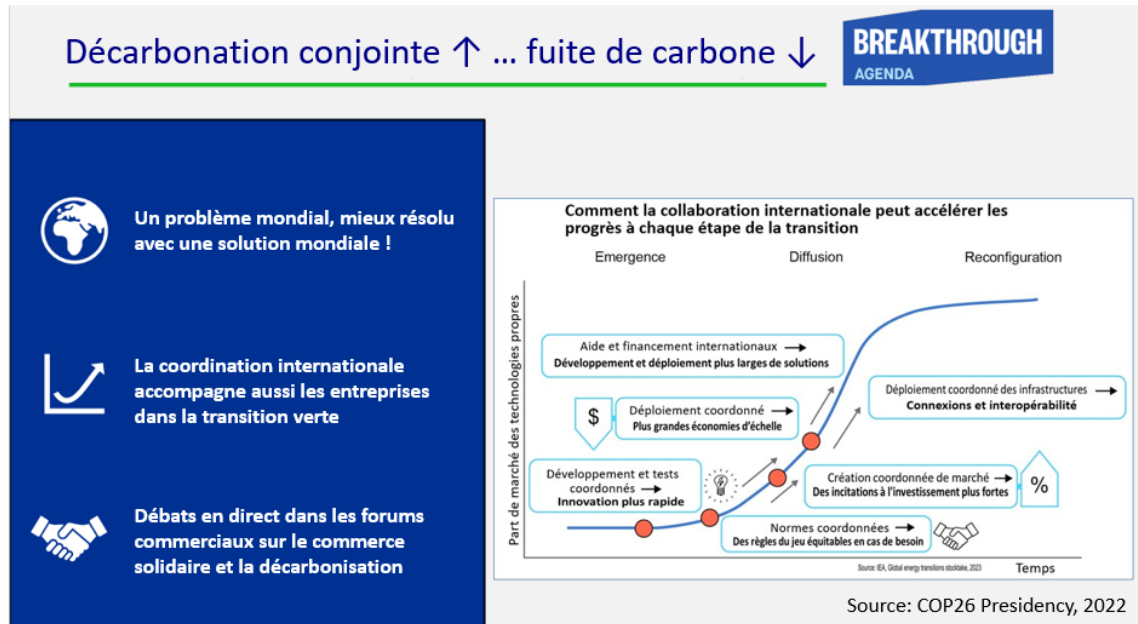 Décarbonation conjointe ↑ ... fuite de carbone ↓
BREAKTHROUGH
AGENDA
Un problème mondial, mieux résolu
avec une solution mondiale !
La coordination internationale
accompagne aussi les entreprises
dans la transition verte
Débats en direct dans les forums
commerciaux sur le commerce
solidaire et la décarbonisation
Comment la collaboration internationale peut accélérer les
progrès à chaque étape de la transition
Emergence
Diffusion
Reconfiguration
Part de marché des technologies propres
Aide et financement internationaux →
Développement et déploiement plus larges de solutions
$
Déploiement coordonné →
Plus grandes économies d'échelle
Développement et tests
coordonnés →
Innovation plus rapide
Déploiement coordonné des infrastructures →
Connexions et interopérabilité
Création coordonnée de marché →
Des incitations à l'investissement plus fortes
%
Normes coordonnées →
Des règles du jeu équitables en cas de besoin
Source: IEA, Global energy transitions stocktake, 2023
Temps
Source: COP26 Presidency, 2022